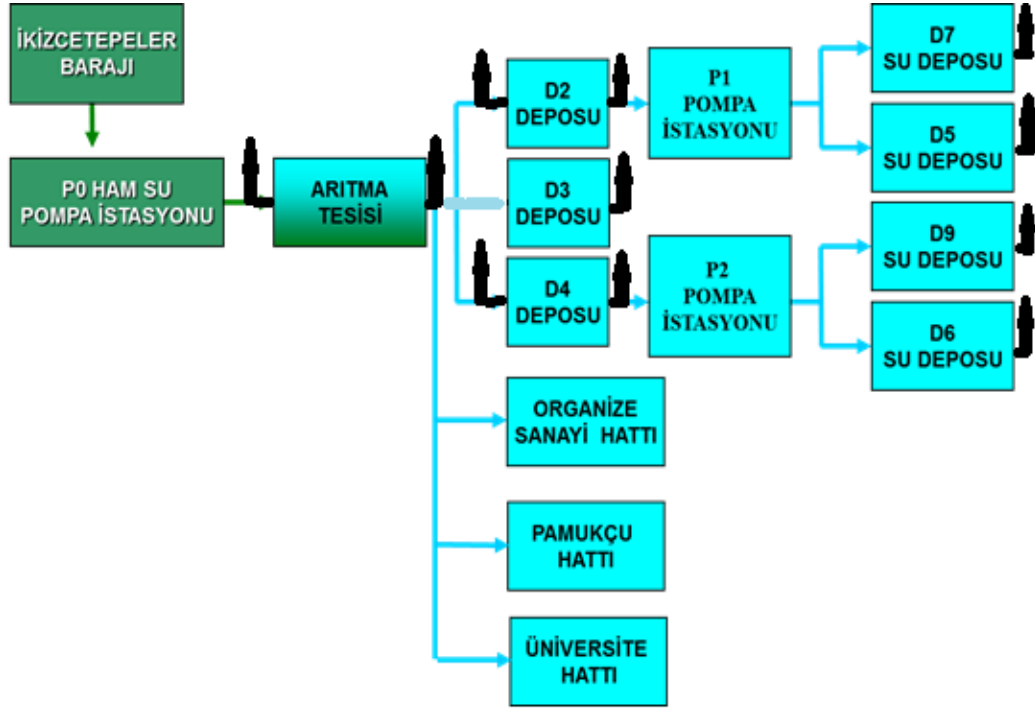 İKİZCETEPELER
BARAJI
P0 HAM SU
POMPA İSTASYONU
ARITMA
TESİSİ
D2
DEPOSU
D3
DEPOSU
D4
DEPOSU
P1
POMPA
İSTASYONU
P2
POMPA
İSTASYONU
D7
SU DEPOSU
D5
SU DEPOSU
D9
SU DEPOSU
D6
SU DEPOSU
ORGANİZE
SANAYİ HATTI
PAMUKÇU
HATTI
ÜNİVERSİTE
HATTI